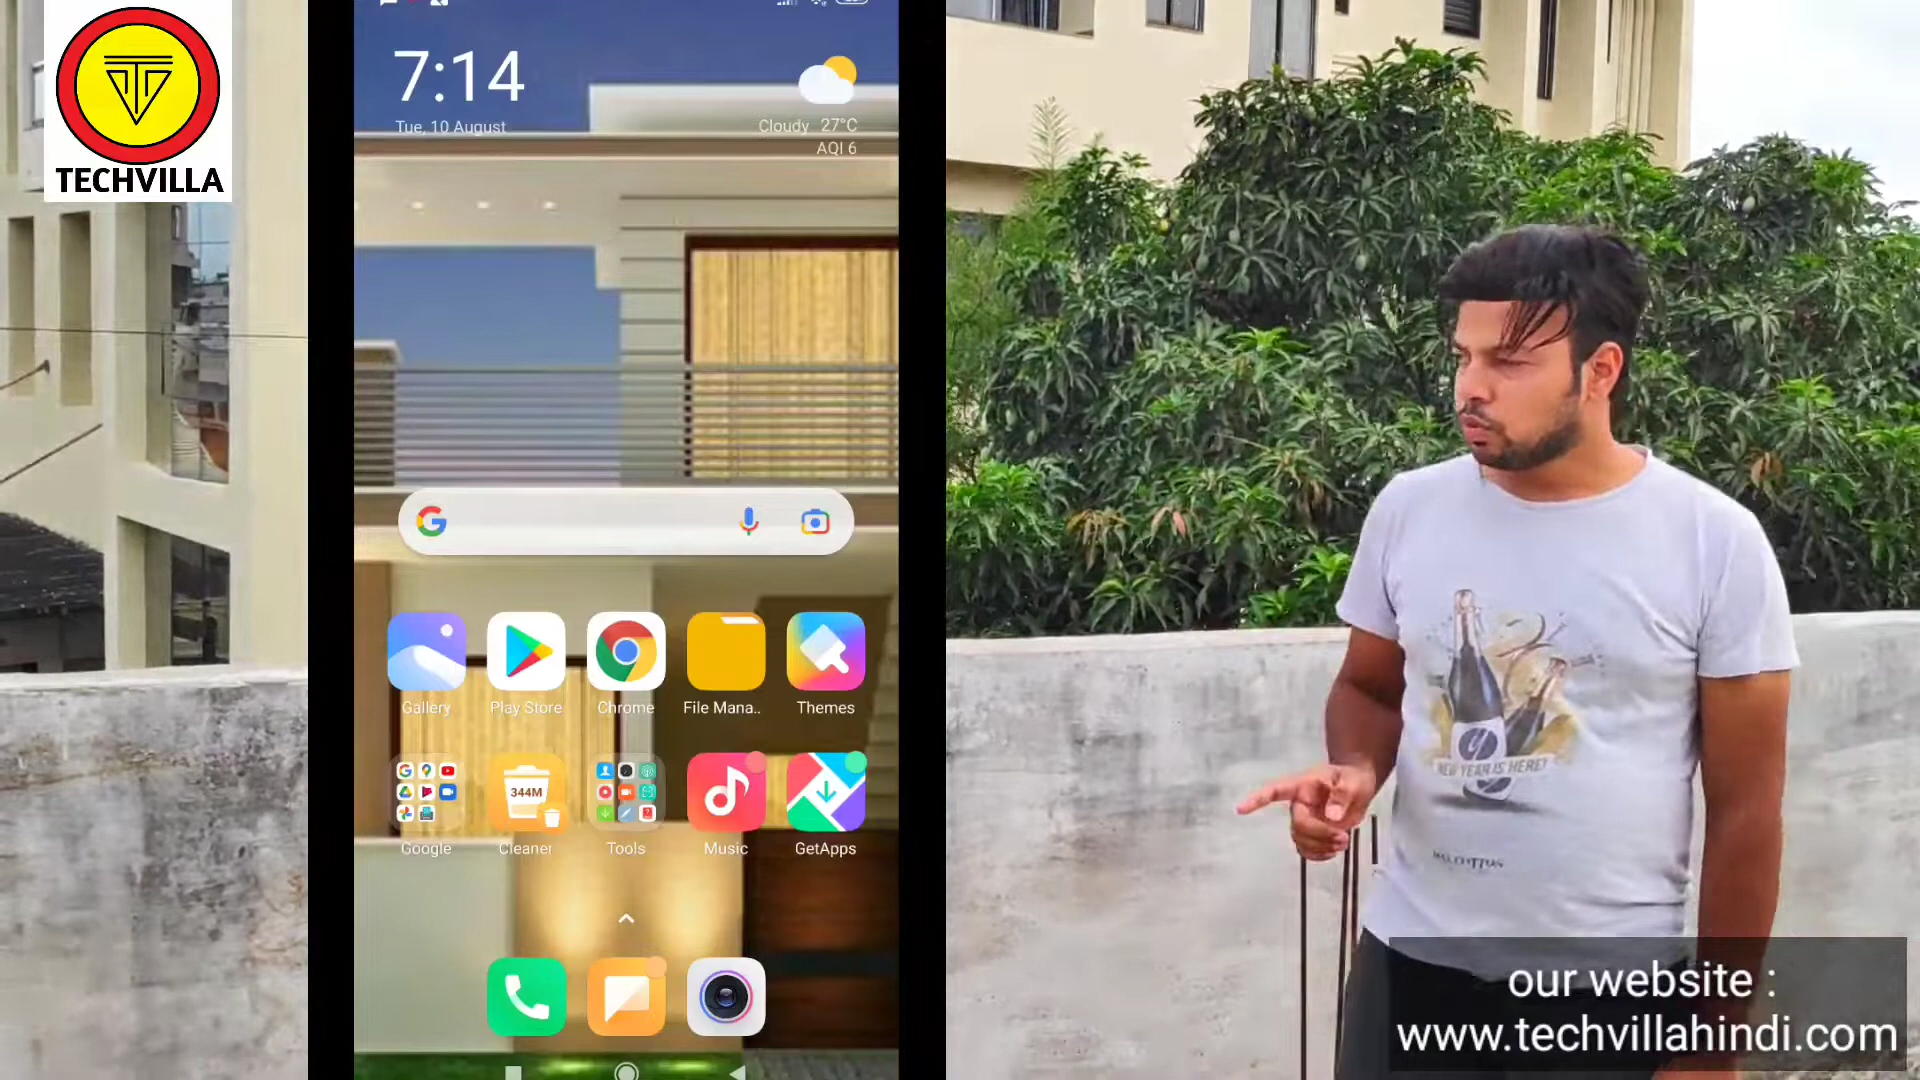 TECHVILLA
7:14
Tue, 10 August
Cloudy 27°C
AQI 6
Gallery
Play Store
Chrome
File Mana..
Themes
344M
Google
Cleaner
Tools
Music
GetApps
NEW YEAR IS HERE!
our website :
www.techvillahindi.com